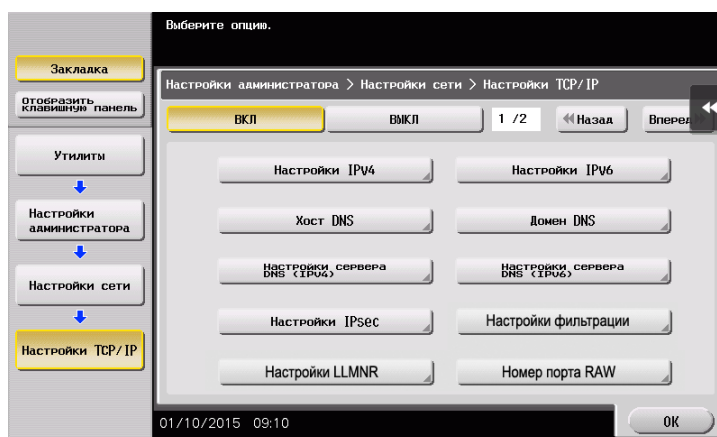 Выберите опцию.
Закладка
Отобразить
клавишную панель
Настройки администратора > Настройки сети > Настройки TCP/IP
ВКЛ
ВЫКЛ
1 /2
Назад
Вперед
Утилиты
Настройки
администратора
Настройки сети
Настройки TCP/IP
Настройки IPv4
Настройки IPv6
Хост DNS
Домен DNS
Настройки сервера
DNS (IPv4)
Настройки сервера
DNS (IPv6)
Настройки IPsec
Настройки фильтрации
Настройки LLMNR
Номер порта RAW
01/10/2015 09:10
OK